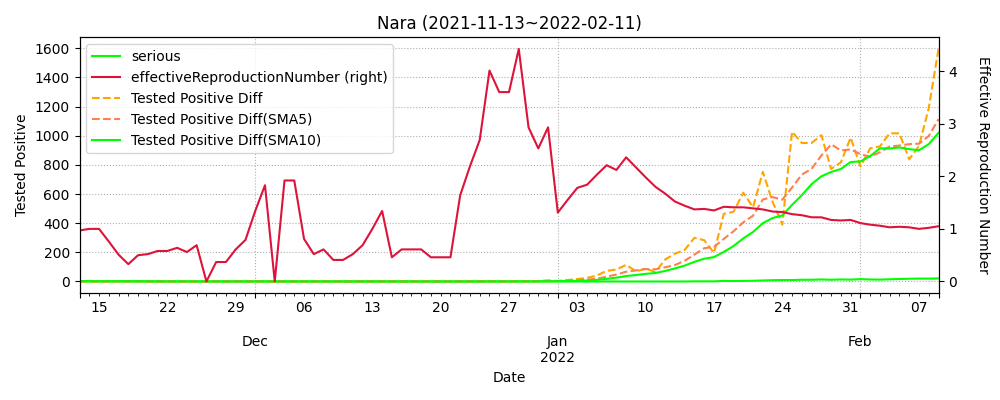 Nara (2021-11-13~2022-02-11)
serious
effectiveReproductionNumber (right)
Tested Positive Diff
Tested Positive Diff(SMA5)
Tested Positive Diff(SMA10)
Tested Positive
1600
1400
1200
1000
800
600
400
200
0
4
3
2
1
0
Effective Reproduction Number
15 22 29 06 13 20 27 03 10 17 24 31 07
Dec Jan Feb
2022
Date